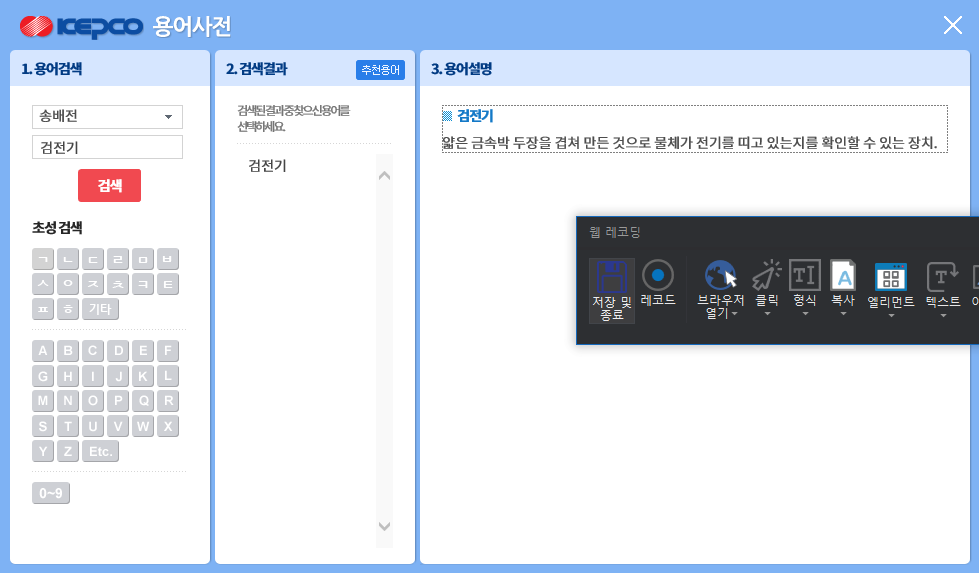 KEPCO 용어사전
1. 용어검색
송배전
검전기
검색
초성 검색
ㄱ ㄴ ㄷ ㄹ ㅁ ㅂ
ㅅ ㅇ ㅈ ㅊ ㅋ ㅌ
ㅍ ㅎ 기타
A B C D E F
G H I J K L
M N O P Q R
S T U V W X
Y Z Etc.
0~9
2. 검색결과 추천용어
검색된결과중찾으신용어를
선택하세요.
검전기
3. 용어설명
검전기
얇은 금속박 두장을 겹쳐 만든 것으로 물체가 전기를 띠고 있는지를 확인할 수 있는 장치.
웹 레코딩
저장 및
종료
레코드
브라우저
열기
클릭
형식
복사
엘리먼트
텍스트